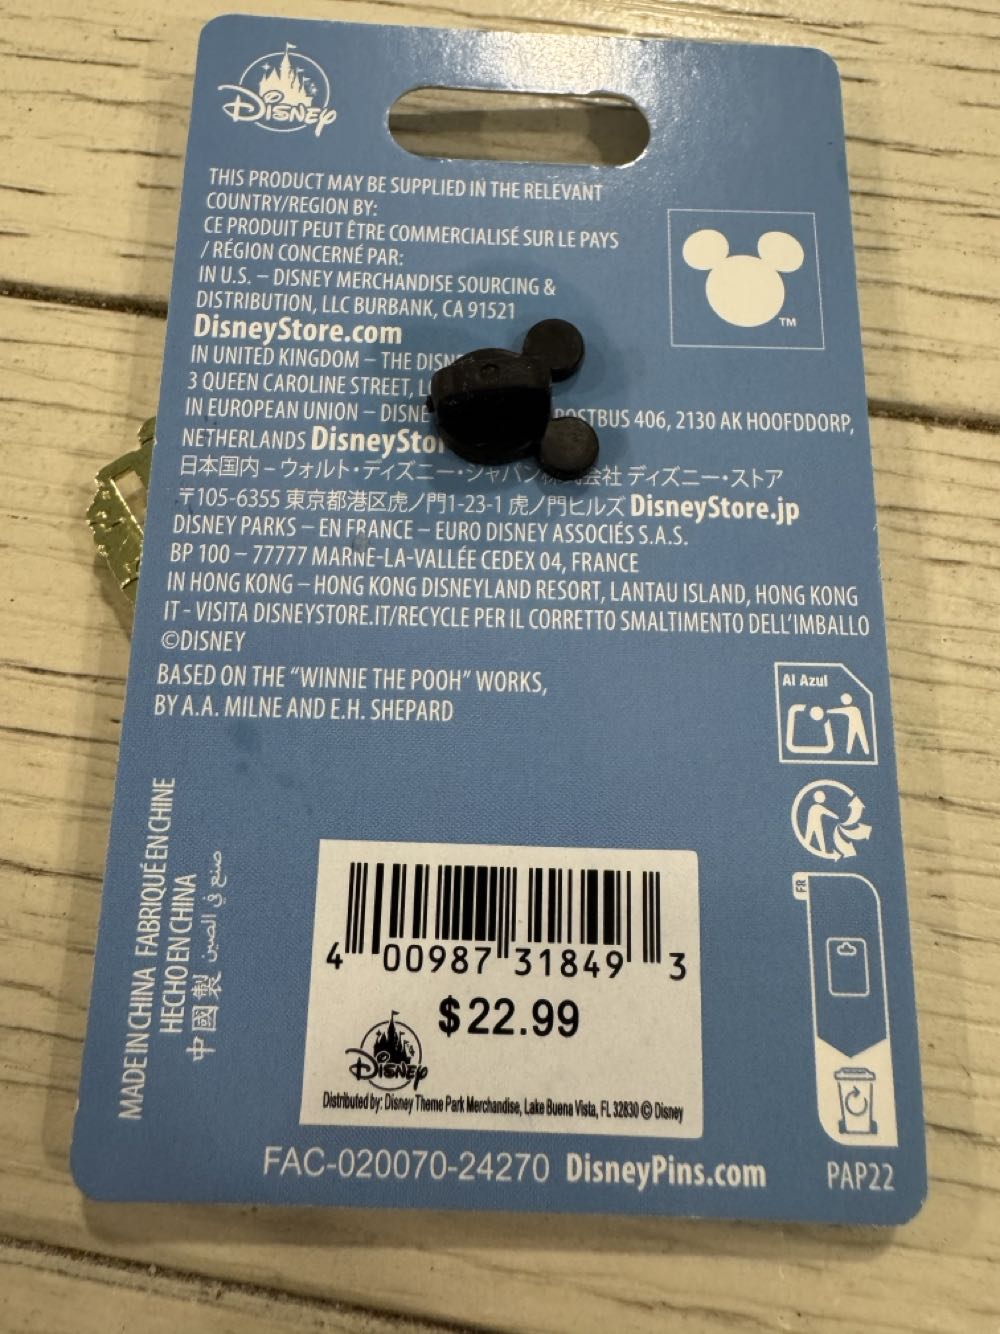 Disney
THIS PRODUCT MAY BE SUPPLIED IN THE RELEVANT
COUNTRY/REGION BY:
CE PRODUIT PEUT ÊTRE COMMERCIALISÉ SUR LE PAYS
/ RÉGION CONCERNÉ PAR:
IN U.S. – DISNEY MERCHANDISE SOURCING &
DISTRIBUTION, LLC BURBANK, CA 91521
DisneyStore.com
IN UNITED KINGDOM – THE
3 QUEEN CAROLINE STREET,
IN EUROPEAN UNION – POSTBUS 406, 2130 AK HOOFDDORP,
NETHERLANDS
日本国内 – ウォルト・ディズニー・ジャパン株式会社 ディズニー・ストア
〒105-6355 東京都港区虎ノ門1-23-1 虎ノ門ヒルズ DisneyStore.jp
DISNEY PARKS – EN FRANCE – EURO DISNEY ASSOCIÉS S.A.S.
BP 100 – 77777 MARNE-LA-VALLÉE CEDEX 04, FRANCE
IN HONG KONG – HONG KONG DISNEYLAND RESORT, LANTAU ISLAND, HONG KONG
IT - VISITA DISNEYSTORE.IT/RECYCLE PER IL CORRETTO SMALTIMENTO DELL'IMBALLO
©DISNEY
BASED ON THE “WINNIE THE POOH” WORKS,
BY A.A. MILNE AND E.H. SHEPARD
TM
Al Azul
FR
MADE IN CHINA FABRIQUÉ EN CHINE
HECHO EN CHINA
中國製 صنع في الصين
4 00987 31849 3
$22.99
Disney
Distributed by: Disney Theme Park Merchandise, Lake Buena Vista, FL 32830 © Disney
FAC-020070-24270 DisneyPins.com
PAP22